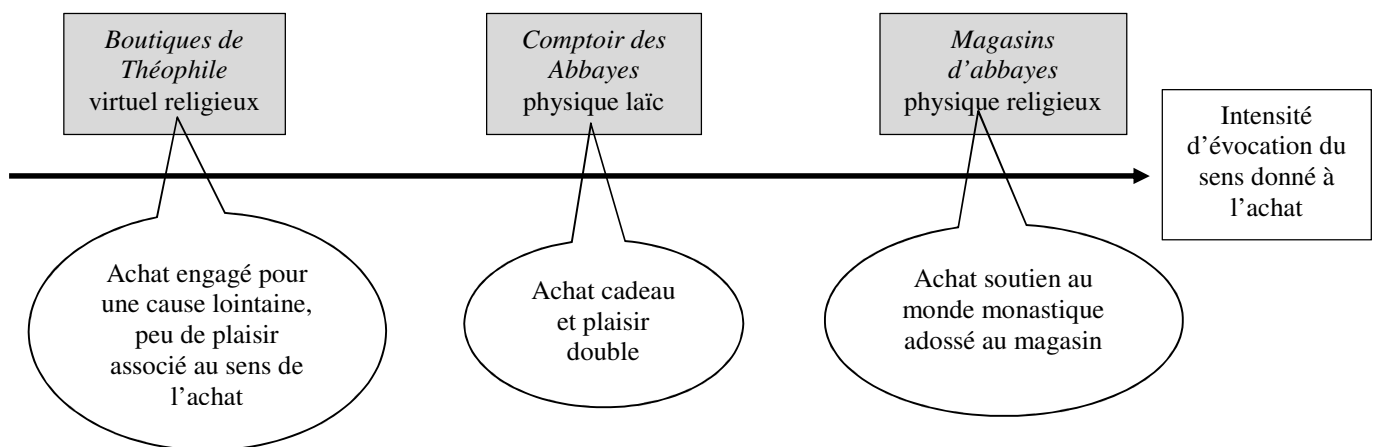 Boutiques de
Théophile
virtuel religieux
Comptoir des
Abbayes
physique laïc
Magasins
d’abbayes
physique religieux
Intensité
d’évocation du
sens donné à
l’achat
Achat engagé pour
une cause lointaine,
peu de plaisir
associé au sens de
l’achat
Achat cadeau
et plaisir
double
Achat soutien au
monde monastique
adossé au magasin